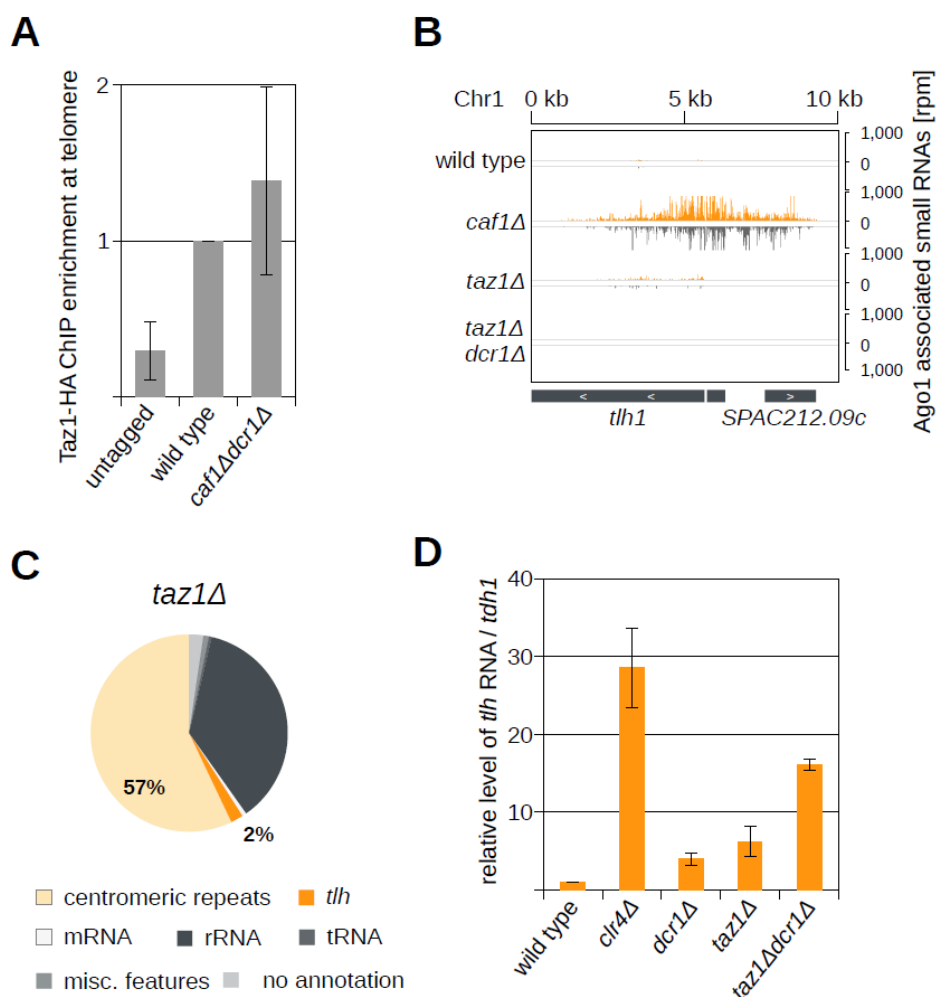 A
Taz1-HA ChIP enrichment at telomere
2
1
untagged
wild type
caf1Δdcr1Δ
B
Chr1 0 kb 5 kb 10 kb
wild type
caf1Δ
taz1Δ
taz1Δ
dcr1Δ
1,000
0
1,000
0
1,000
0
1,000
0
1,000
Ago1 associated small RNAs [rpm]
< < >
tlh1 SPAC212.09c
C
taz1Δ
57%
2%
centromeric repeats tlh
mRNA rRNA tRNA
misc. features no annotation
D
relative level of tlh RNA / tdh1
40
30
20
10
wild type
clr4Δ
dcr1Δ
taz1Δ
taz1Δdcr1Δ